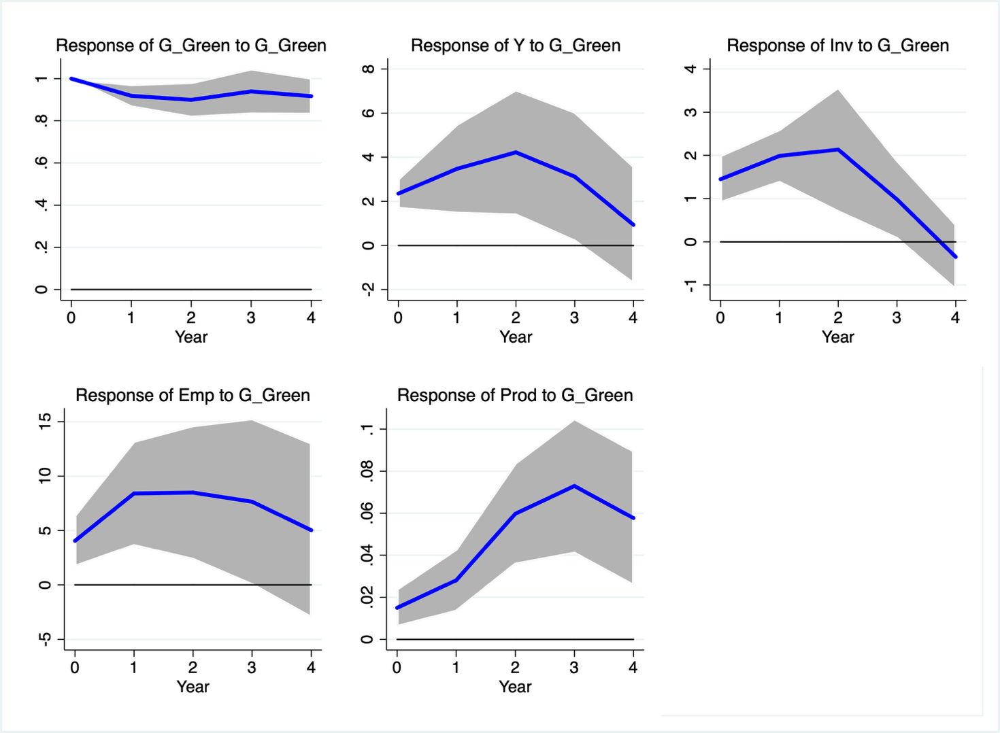 Response of G_Green to G_Green
1
.8
.6
.4
.2
0
0 1 2 3 4
Year
Response of Y to G_Green
8
6
4
2
0
-2
0 1 2 3 4
Year
Response of Inv to G_Green
4
3
2
1
0
-1
0 1 2 3 4
Year
Response of Emp to G_Green
15
10
5
0
-5
0 1 2 3 4
Year
Response of Prod to G_Green
.1
.08
.06
.04
.02
0
0 1 2 3 4
Year